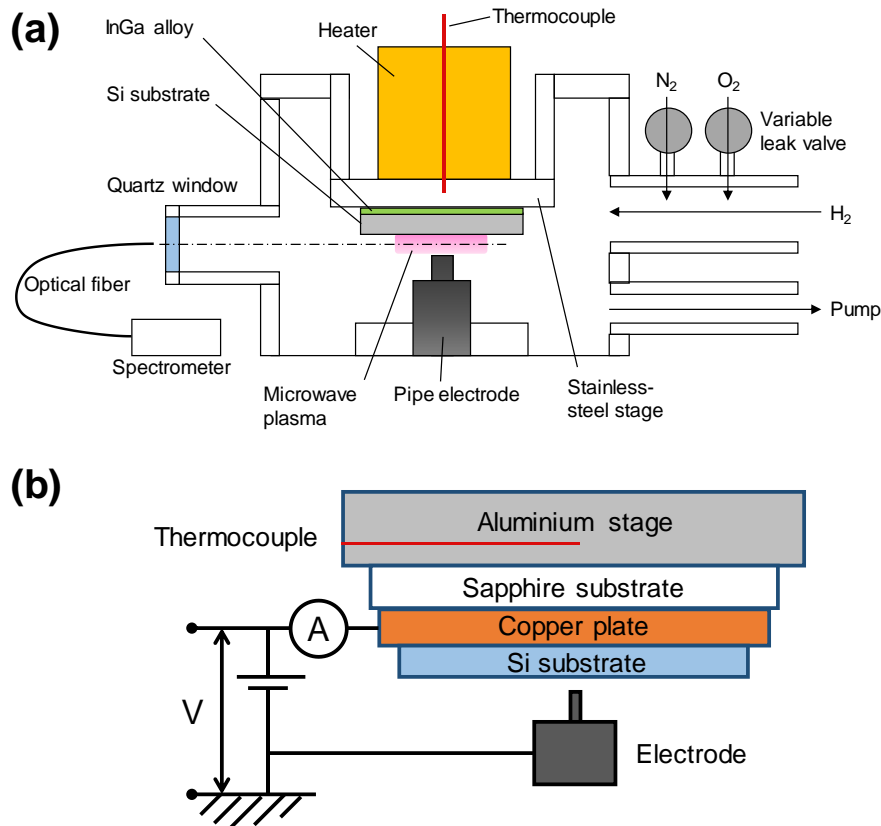 (a)
Thermocouple
InGa alloy
Heater
Si substrate
N2
O2
Variable
leak valve
Quartz window
H2
Optical fiber
Pump
Spectrometer
Microwave
plasma
Pipe electrode
Stainless-
steel stage
(b)
Aluminium stage
Thermocouple
Sapphire substrate
A
Copper plate
Si substrate
V
Electrode